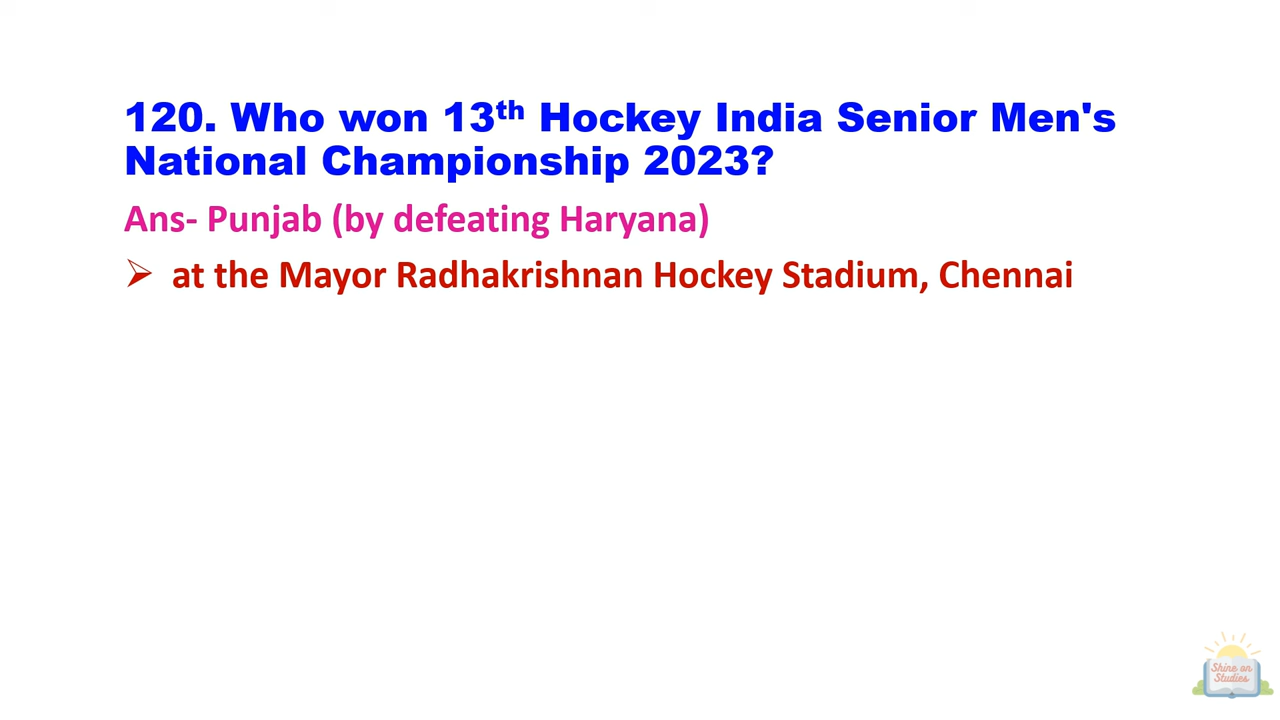 120. Who won 13th Hockey India Senior Men's
National Championship 2023?
Ans- Punjab (by defeating Haryana)
➢ at the Mayor Radhakrishnan Hockey Stadium, Chennai
Shine on
Studies